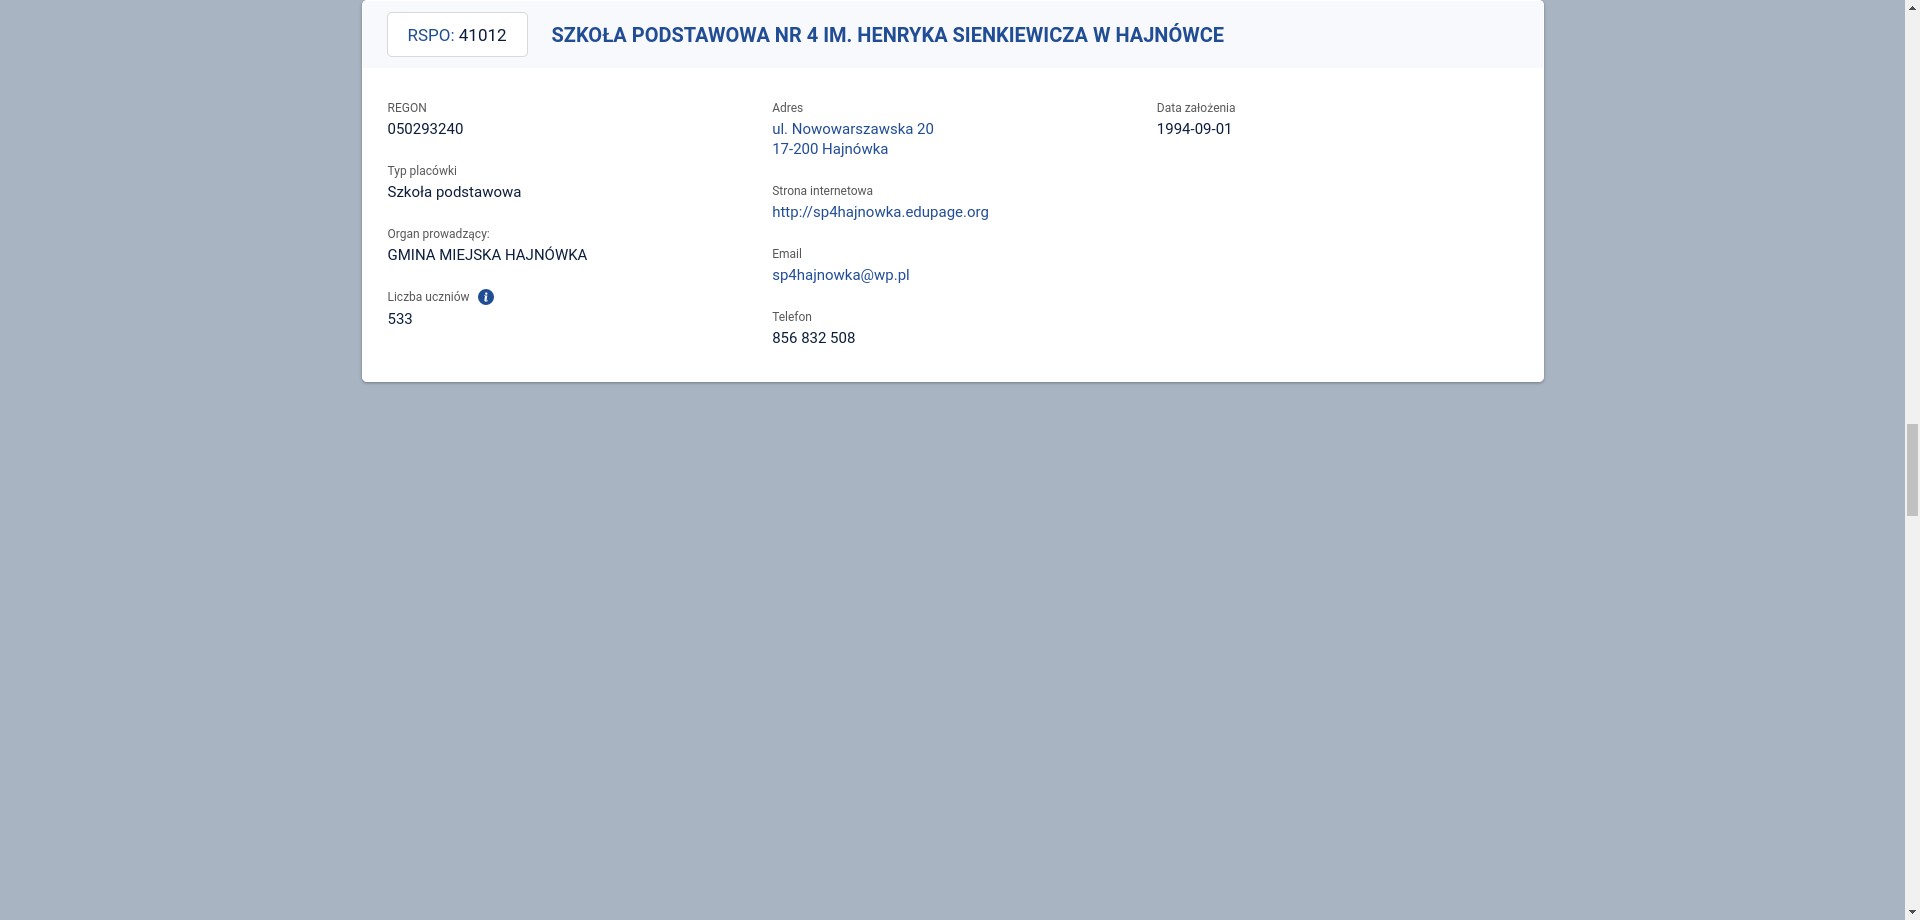 RSPO: 41012
SZKOŁA PODSTAWOWA NR 4 IM. HENRYKA SIENKIEWICZA W HAJNÓWCE
REGON
050293240
Typ placówki
Szkoła podstawowa
Organ prowadzący:
GMINA MIEJSKA HAJNÓWKA
Liczba uczniów
533
Adres
ul. Nowowarszawska 20
17-200 Hajnówka
Strona internetowa
http://sp4hajnowka.edupage.org
Email
sp4hajnowka@wp.pl
Telefon
856 832 508
Data założenia
1994-09-01